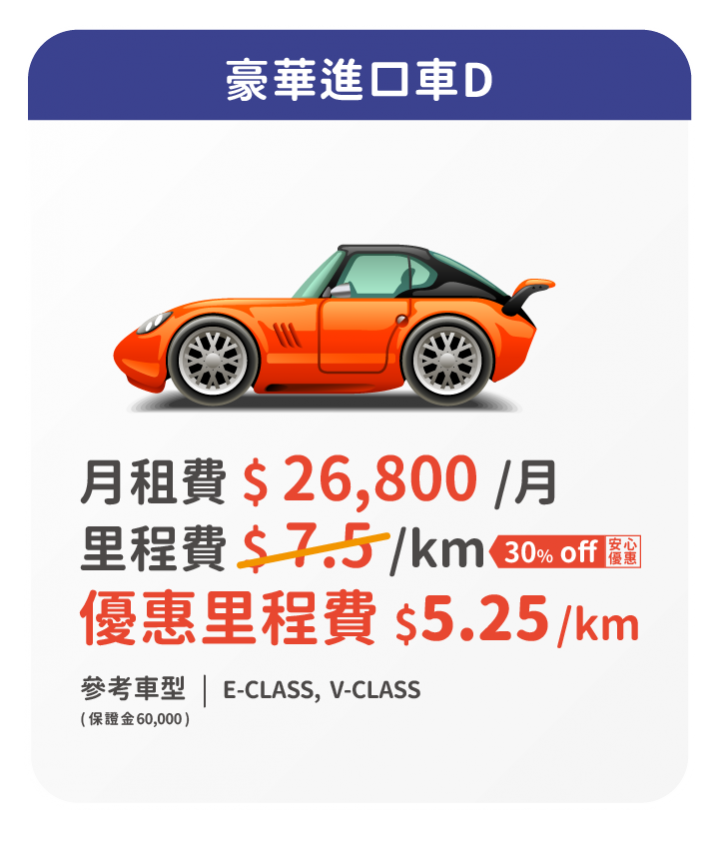 豪華進口車D
月租費 $ 26,800 /月
里程費 $ 7.5 /km 30% off 安心優惠
優惠里程費 $5.25/km
參考車型 | E-CLASS, V-CLASS
(保證金60,000)